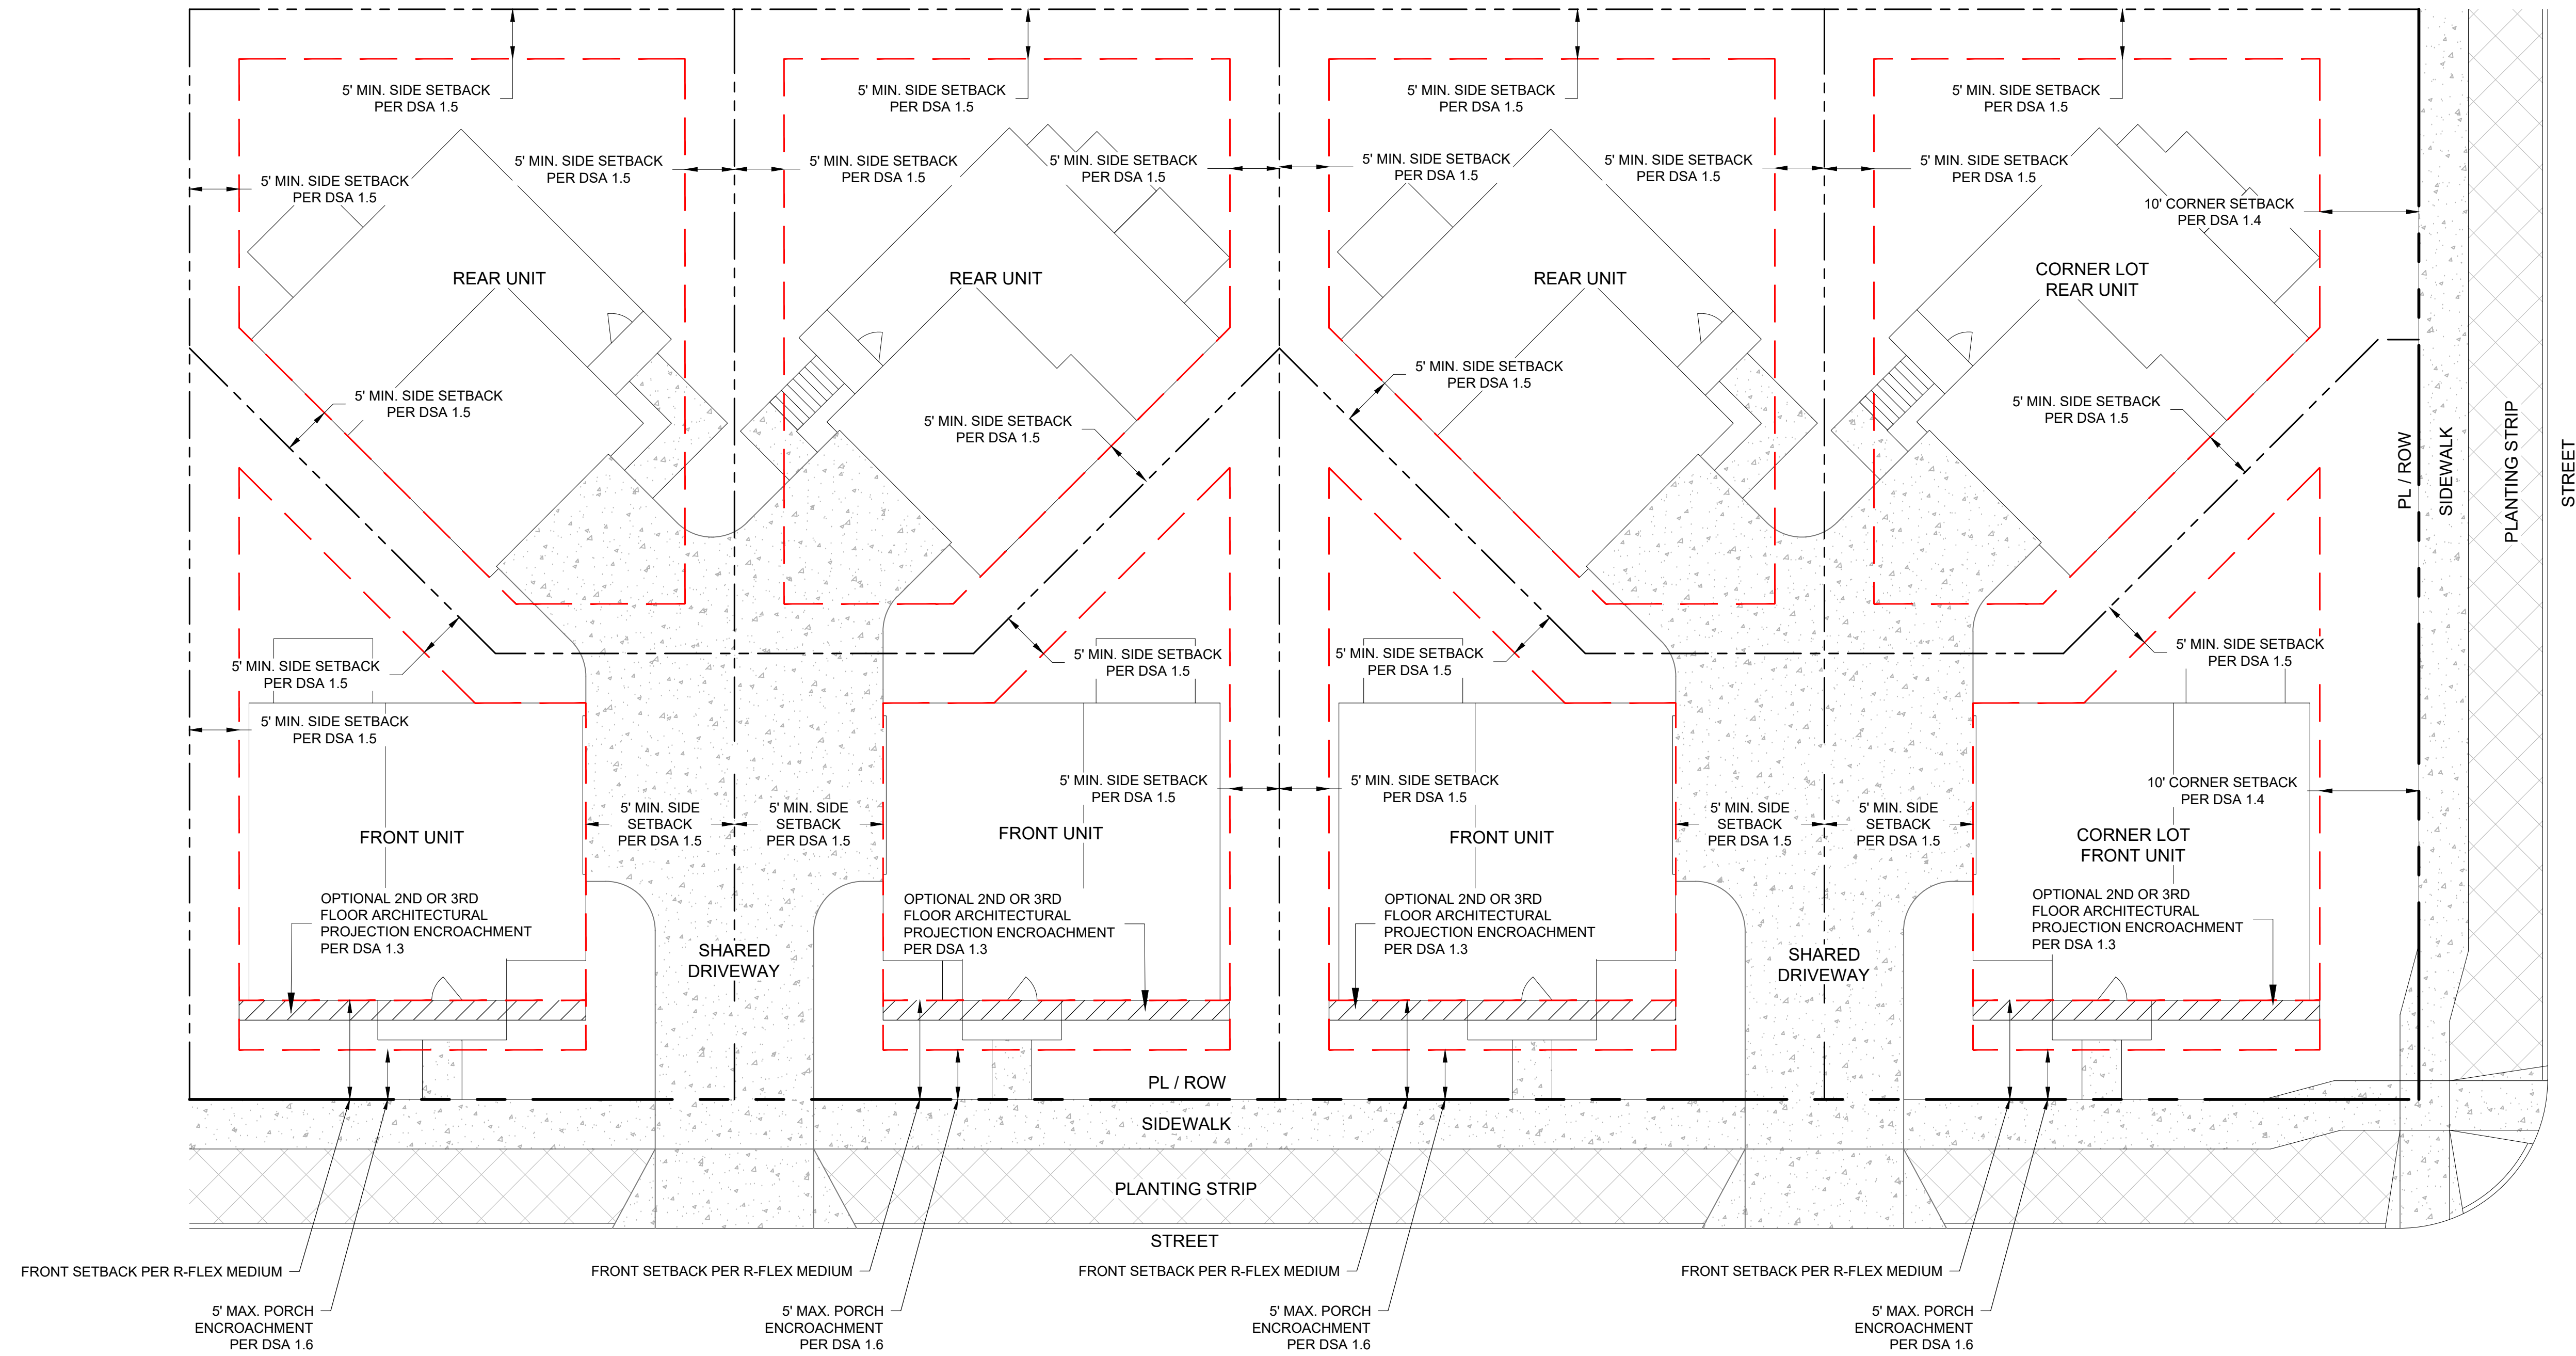 5' MIN. SIDE SETBACK
PER DSA 1.5
5' MIN. SIDE SETBACK
PER DSA 1.5
5' MIN. SIDE SETBACK
PER DSA 1.5
5' MIN. SIDE SETBACK
PER DSA 1.5
5' MIN. SIDE SETBACK
PER DSA 1.5
5' MIN. SIDE SETBACK
PER DSA 1.5
5' MIN. SIDE SETBACK
PER DSA 1.5
5' MIN. SIDE SETBACK
PER DSA 1.5
5' MIN. SIDE SETBACK
PER DSA 1.5
5' MIN. SIDE SETBACK
PER DSA 1.5
5' MIN. SIDE SETBACK
PER DSA 1.5
10' CORNER SETBACK
PER DSA 1.4
REAR UNIT
REAR UNIT
REAR UNIT
CORNER LOT
REAR UNIT
5' MIN. SIDE SETBACK
PER DSA 1.5
5' MIN. SIDE SETBACK
PER DSA 1.5
5' MIN. SIDE SETBACK
PER DSA 1.5
5' MIN. SIDE SETBACK
PER DSA 1.5
PL / ROW
SIDEWALK
PLANTING STRIP
STREET
5' MIN. SIDE SETBACK
PER DSA 1.5
5' MIN. SIDE SETBACK
PER DSA 1.5
5' MIN. SIDE SETBACK
PER DSA 1.5
5' MIN. SIDE SETBACK
PER DSA 1.5
5' MIN. SIDE SETBACK
PER DSA 1.5
5' MIN. SIDE SETBACK
PER DSA 1.5
5' MIN. SIDE SETBACK
PER DSA 1.5
10' CORNER SETBACK
PER DSA 1.4
5' MIN. SIDE
SETBACK
PER DSA 1.5
5' MIN. SIDE
SETBACK
PER DSA 1.5
5' MIN. SIDE
SETBACK
PER DSA 1.5
5' MIN. SIDE
SETBACK
PER DSA 1.5
FRONT UNIT
FRONT UNIT
FRONT UNIT
CORNER LOT
FRONT UNIT
OPTIONAL 2ND OR 3RD
FLOOR ARCHITECTURAL
PROJECTION ENCROACHMENT
PER DSA 1.3
OPTIONAL 2ND OR 3RD
FLOOR ARCHITECTURAL
PROJECTION ENCROACHMENT
PER DSA 1.3
OPTIONAL 2ND OR 3RD
FLOOR ARCHITECTURAL
PROJECTION ENCROACHMENT
PER DSA 1.3
OPTIONAL 2ND OR 3RD
FLOOR ARCHITECTURAL
PROJECTION ENCROACHMENT
PER DSA 1.3
SHARED
DRIVEWAY
SHARED
DRIVEWAY
PL / ROW
SIDEWALK
PLANTING STRIP
STREET
FRONT SETBACK PER R-FLEX MEDIUM
FRONT SETBACK PER R-FLEX MEDIUM
FRONT SETBACK PER R-FLEX MEDIUM
FRONT SETBACK PER R-FLEX MEDIUM
5' MAX. PORCH
ENCROACHMENT
PER DSA 1.6
5' MAX. PORCH
ENCROACHMENT
PER DSA 1.6
5' MAX. PORCH
ENCROACHMENT
PER DSA 1.6
5' MAX. PORCH
ENCROACHMENT
PER DSA 1.6